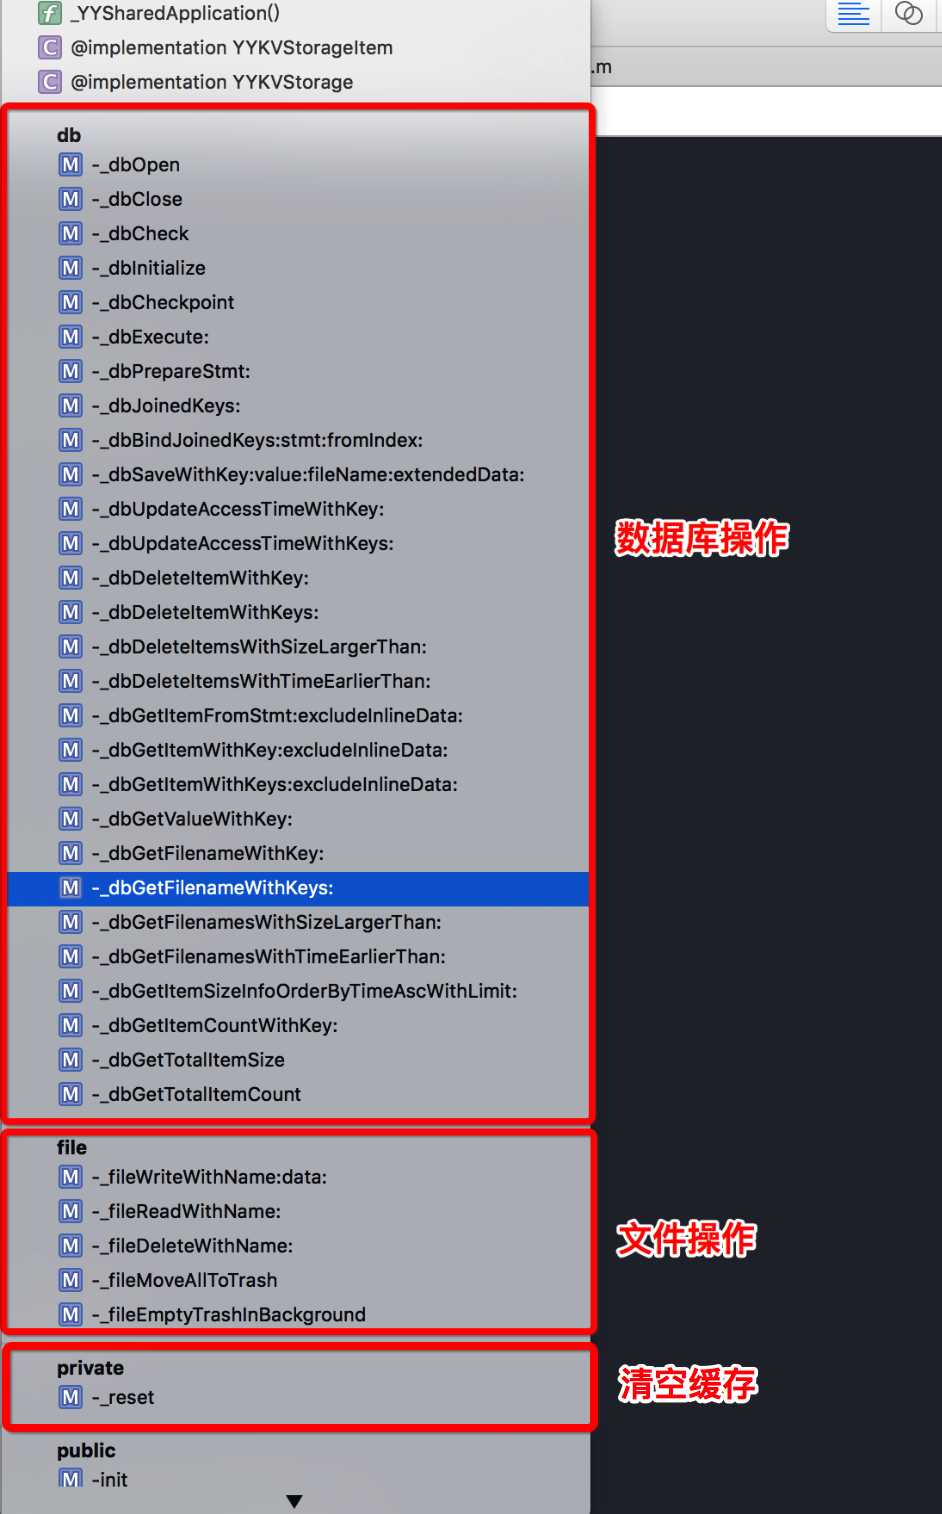 f _YYSharedApplication()
C @implementation YYKVStorageItem
C @implementation YYKVStorage
.m
db
M -_dbOpen
M -_dbClose
M -_dbCheck
M -_dbInitialize
M -_dbCheckpoint
M -_dbExecute:
M -_dbPrepareStmt:
M -_dbJoinedKeys:
M -_dbBindJoinedKeys:stmt:fromIndex:
M -_dbSaveWithKey:value:fileName:extendedData:
M -_dbUpdateAccessTimeWithKey:
数据库操作
M -_dbUpdateAccessTimeWithKeys:
M -_dbDeleteItemWithKey:
M -_dbDeleteItemWithKeys:
M -_dbDeleteItemsWithSizeLargerThan:
M -_dbDeleteItemsWithTimeEarlierThan:
M -_dbGetItemFromStmt:excludeInlineData:
M -_dbGetItemWithKey:excludeInlineData:
M -_dbGetItemWithKeys:excludeInlineData:
M -_dbGetValueWithKey:
M -_dbGetFilenameWithKey:
M -_dbGetFilenameWithKeys:
M -_dbGetFilenamesWithSizeLargerThan:
M -_dbGetFilenamesWithTimeEarlierThan:
M -_dbGetItemSizeInfoOrderByTimeAscWithLimit:
M -_dbGetItemCountWithKey:
M -_dbGetTotalItemSize
M -_dbGetTotalItemCount
file
M -_fileWriteWithName:data:
M -_fileReadWithName:
文件操作
M -_fileDeleteWithName:
M -_fileMoveAllToTrash
M -_fileEmptyTrashInBackground
private
清空缓存
M -_reset
public
M -init